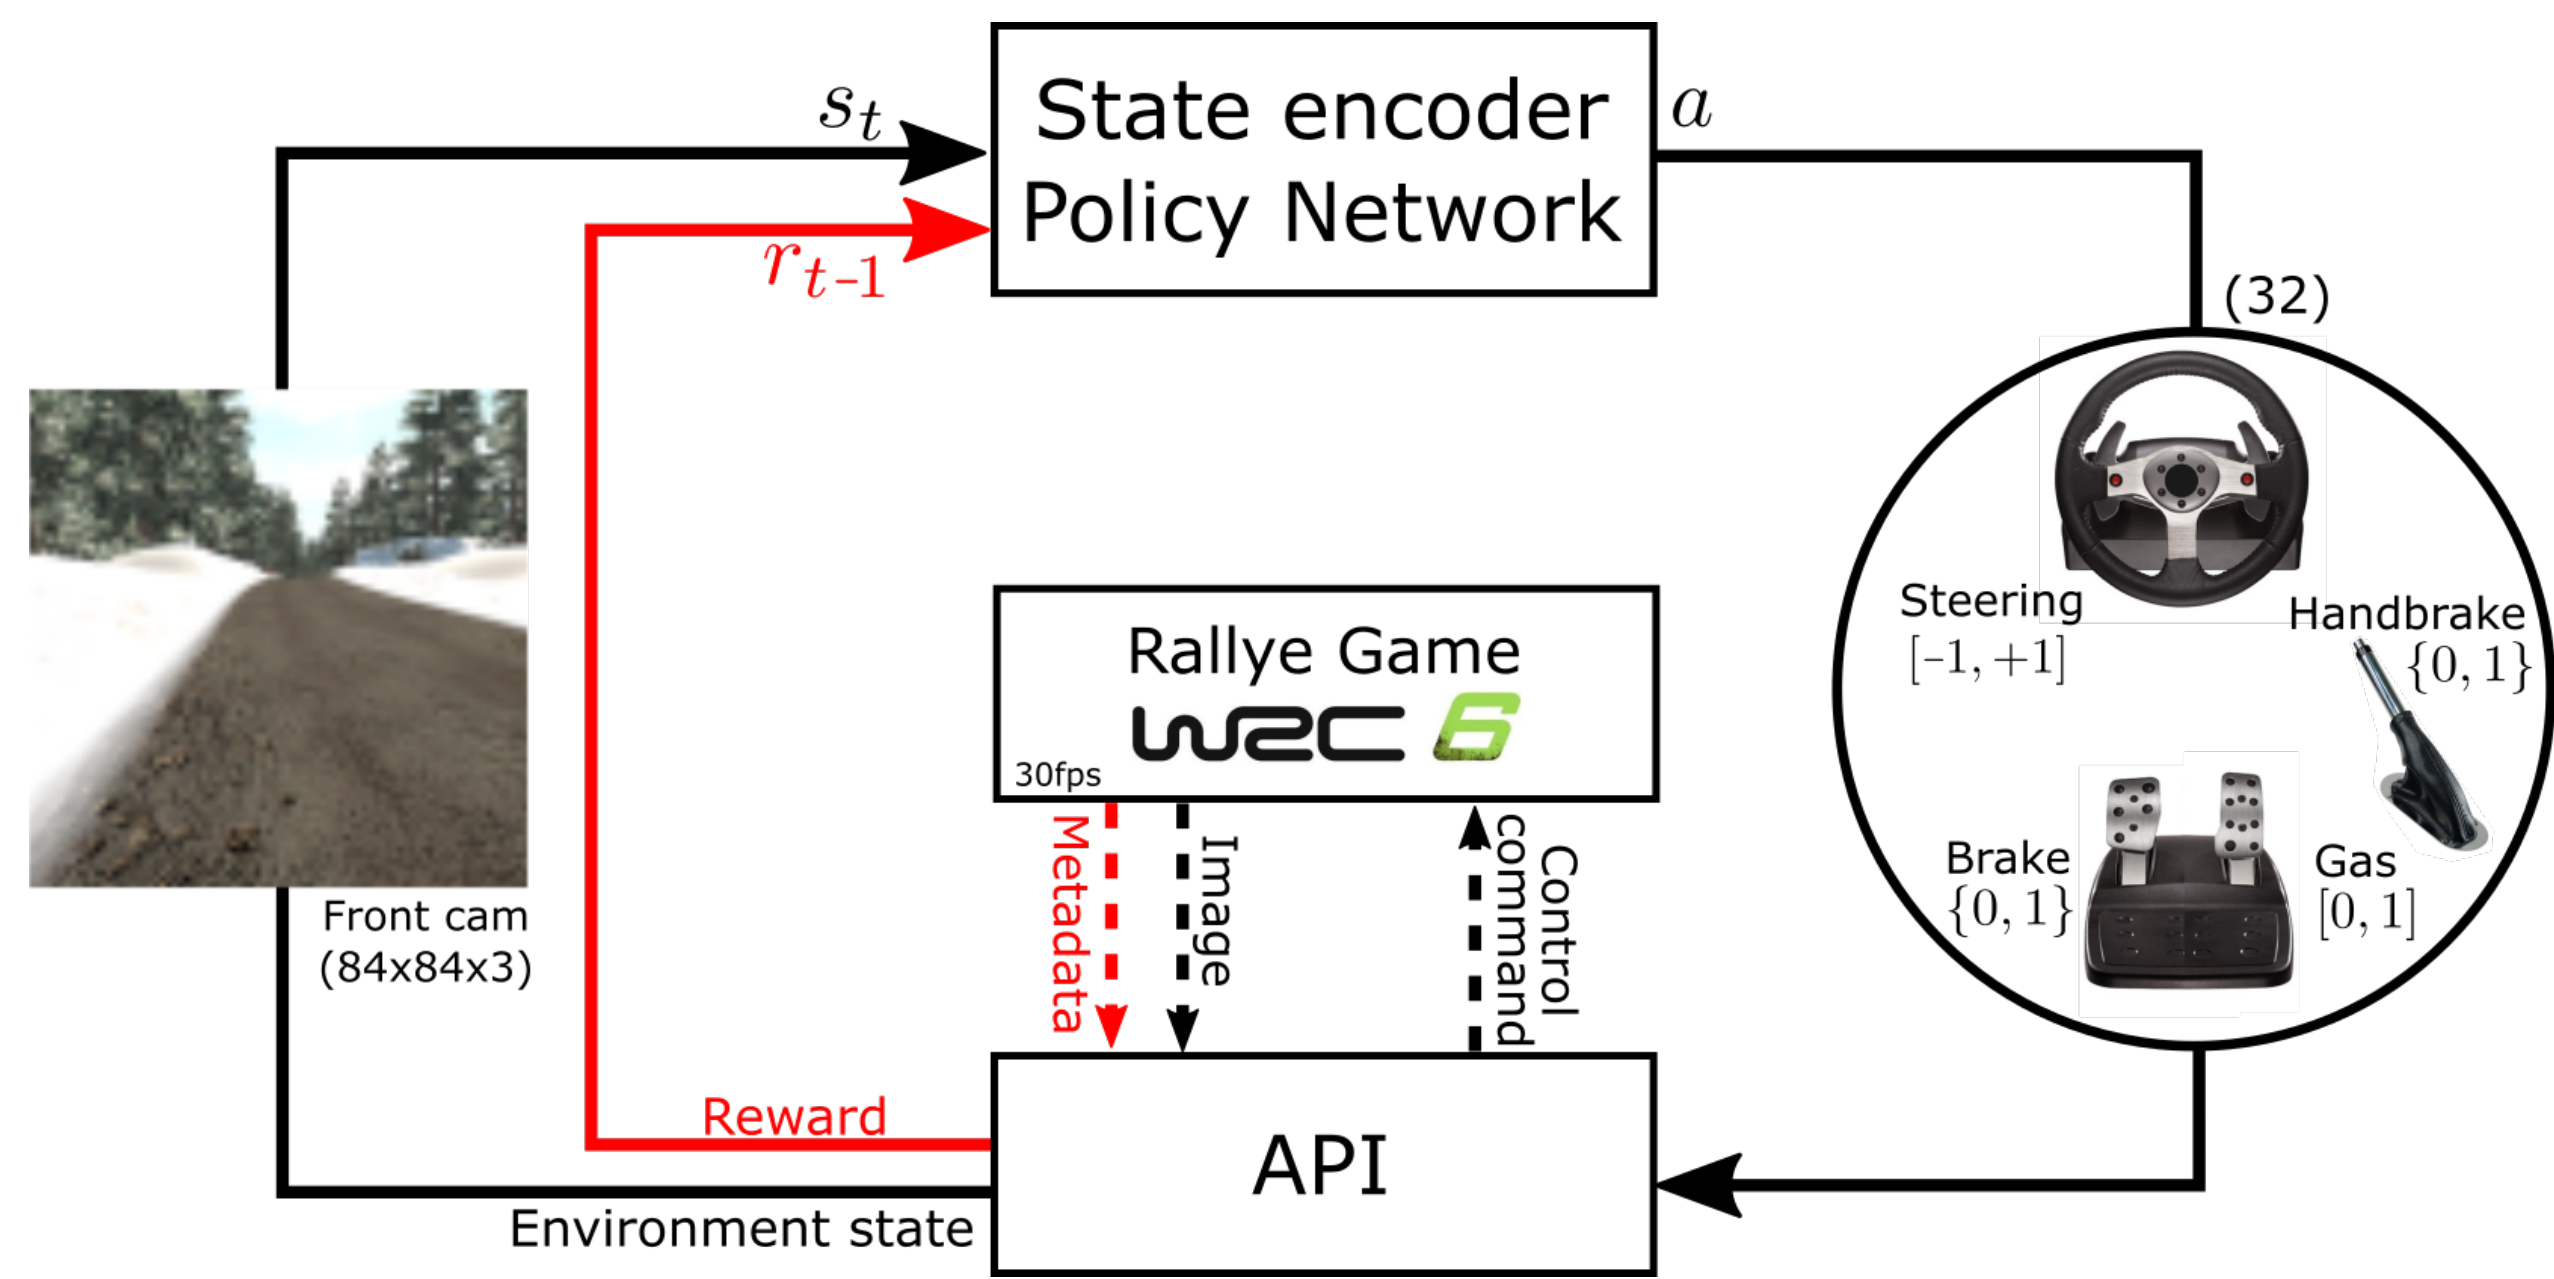 s_t
State encoder
Policy Network
a
r_{t-1}
(32)
Steering
[-1, +1]
Handbrake
{0, 1}
Rallye Game
WRC 6
30fps
Metadata
Image
Control
command
Brake
{0, 1}
Gas
[0, 1]
Front cam
(84x84x3)
Reward
API
Environment state